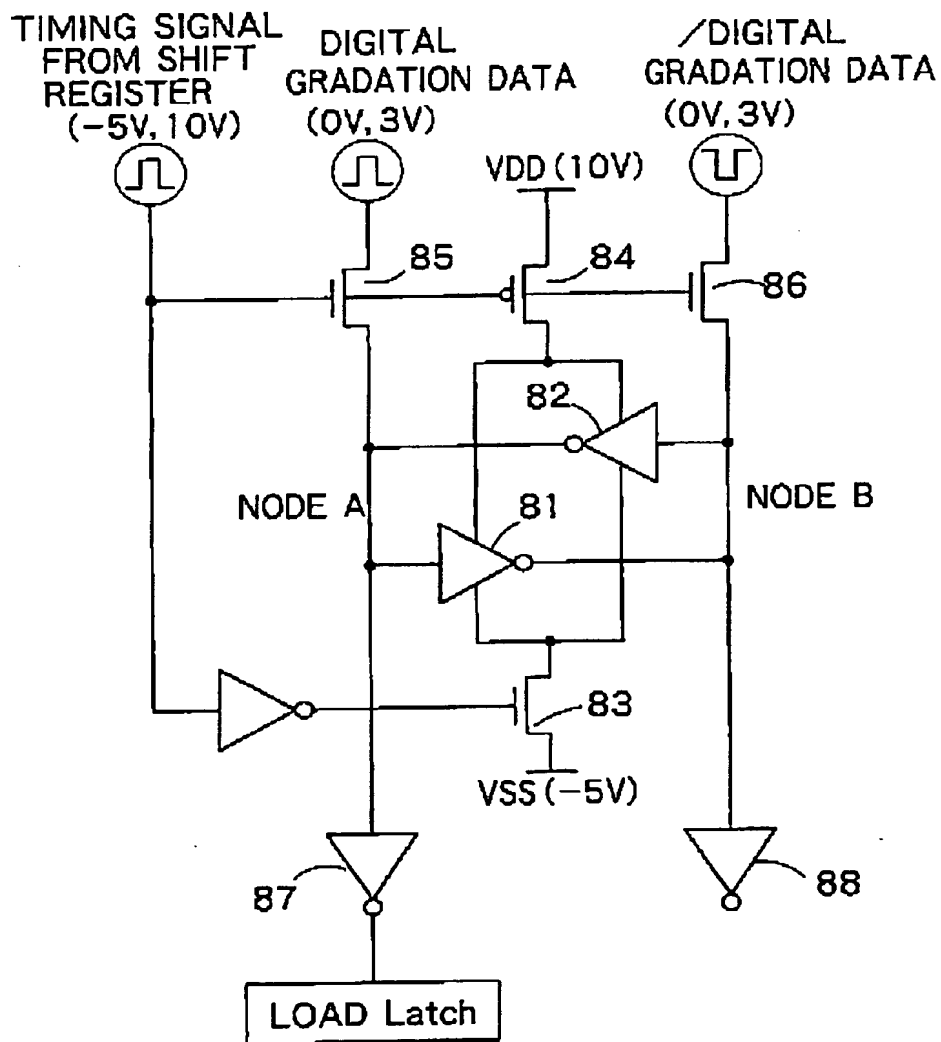 TIMING SIGNAL
FROM SHIFT
REGISTER
(-5V,10V)
DIGITAL
GRADATION DATA
(0V,3V)
/DIGITAL
GRADATION DATA
(0V,3V)
VDD (10V)
85
84
86
82
NODE A
81
NODE B
83
VSS (-5V)
87
88
LOAD Latch